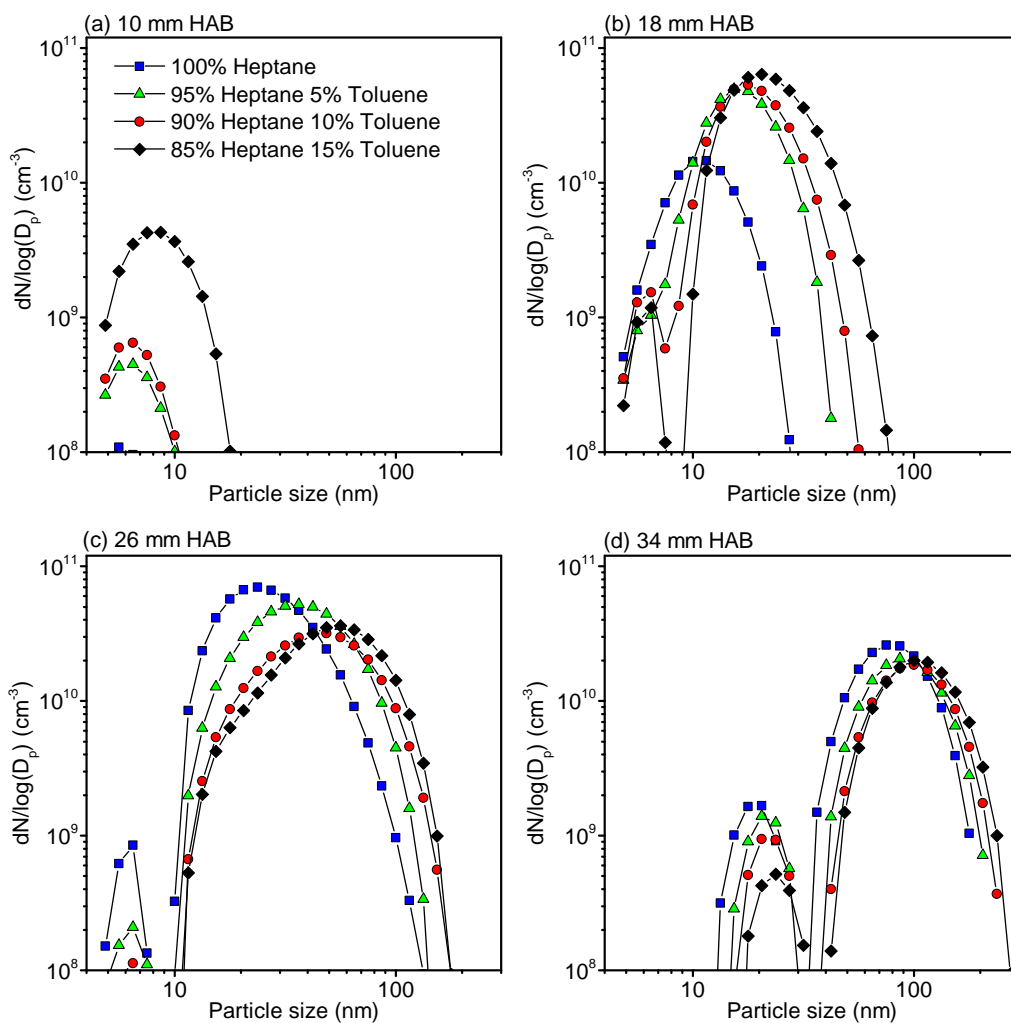 (a) 10 mm HAB
10^11
10^10
10^9
10^8
dN/log(D_p) (cm^-3)
100% Heptane
95% Heptane 5% Toluene
90% Heptane 10% Toluene
85% Heptane 15% Toluene
10 100
Particle size (nm)
(b) 18 mm HAB
10^11
10^10
10^9
10^8
dN/log(D_p) (cm^-3)
10 100
Particle size (nm)
(c) 26 mm HAB
10^11
10^10
10^9
10^8
dN/log(D_p) (cm^-3)
10 100
Particle size (nm)
(d) 34 mm HAB
10^11
10^10
10^9
10^8
dN/log(D_p) (cm^-3)
10 100
Particle size (nm)